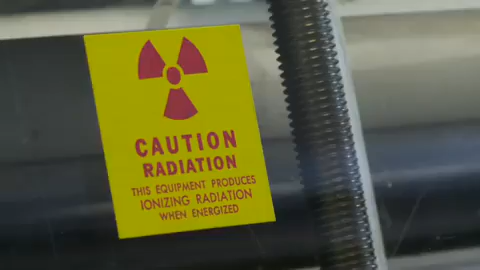 CAUTION
RADIATION
THIS EQUIPMENT PRODUCES
IONIZING RADIATION
WHEN ENERGIZED